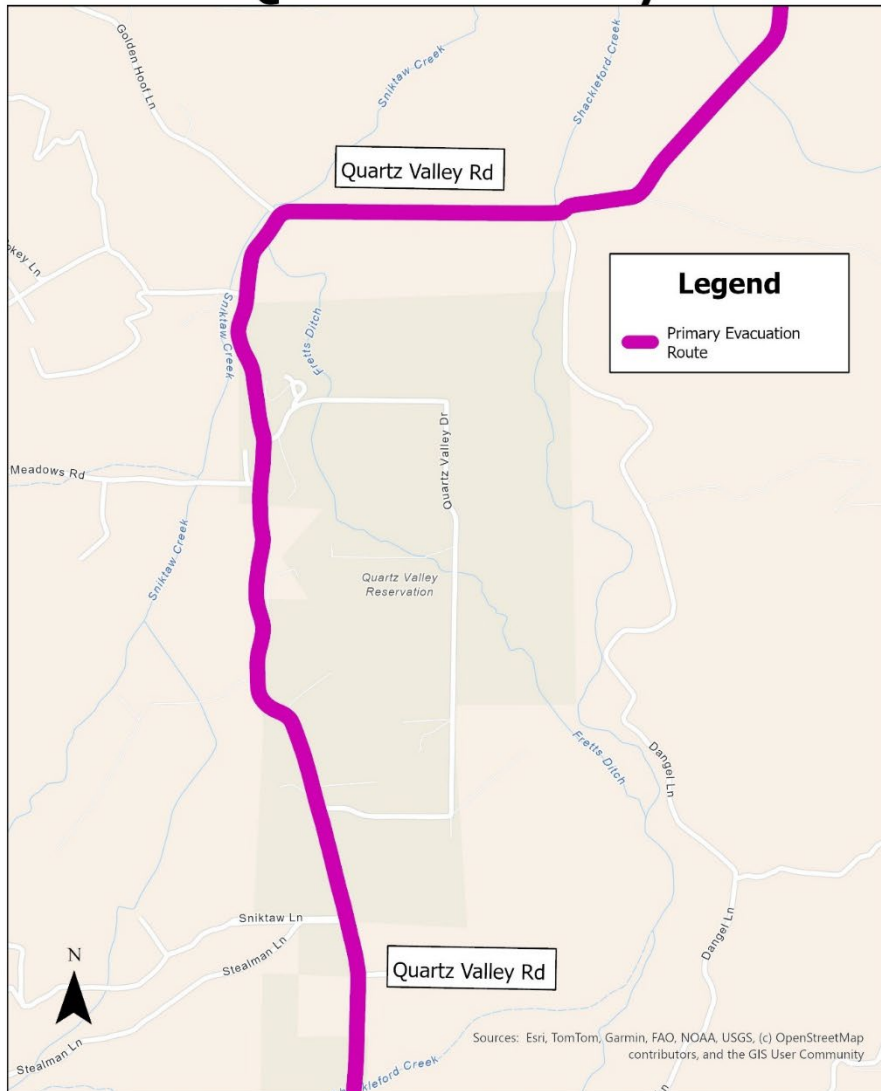 Golden Hoof Ln
Sniktaw Creek
Shackleford Creek
Quartz Valley Rd
Legend
Primary Evacuation
Route
Sniktaw Creek
Fretts Ditch
Quartz Valley Dr
Meadows Rd
Sniktaw Creek
Quartz Valley
Reservation
Fretts Ditch
Dangel Ln
Dangel Ln
Sniktaw Ln
Stealman Ln
Quartz Valley Rd
N
Stealman Ln
Sources: Esri, TomTom, Garmin, FAO, NOAA, USGS, (c) OpenStreetMap
contributors, and the GIS User Community
Creek